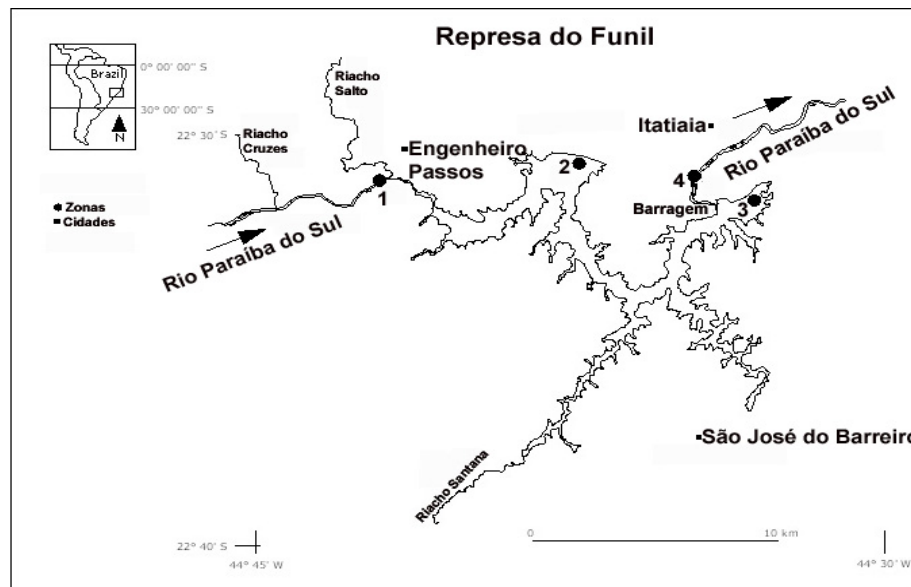 Represa do Funil
Brazil
0° 00' 00" S
30° 00' 00" S
N
22° 30' S
Riacho
Salto
Riacho
Cruzes
Engenheiro
Passos
Itatiaia
Rio Paraíba do Sul
Zonas
Cidades
1
2
3
4
Barragem
Rio Paraíba do Sul
São José do Barreiro
Riacho Santana
22° 40' S
44° 45' W
0
10 km
44° 30' W